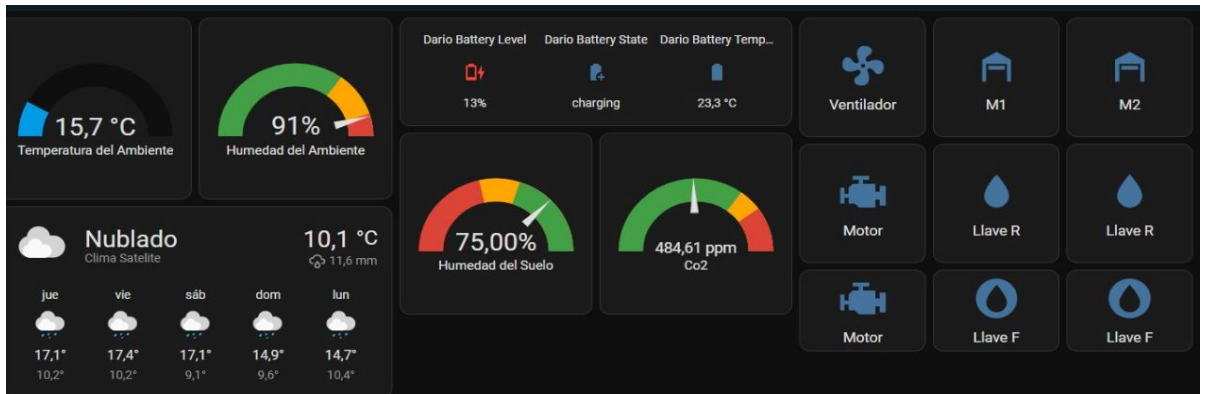 15,7 °C
Temperatura del Ambiente
91%
Humedad del Ambiente
Nublado
Clima Satelite
10,1 °C
11,6 mm
jue vie sáb dom lun
17,1° 17,4° 17,1° 14,9° 14,7°
10,2° 10,2° 9,1° 9,6° 10,4°
Dario Battery Level Dario Battery State Dario Battery Temp...
13% charging 23,3 °C
75,00%
Humedad del Suelo
484,61 ppm
Co2
Ventilador M1 M2
Motor Llave R Llave R
Motor Llave F Llave F